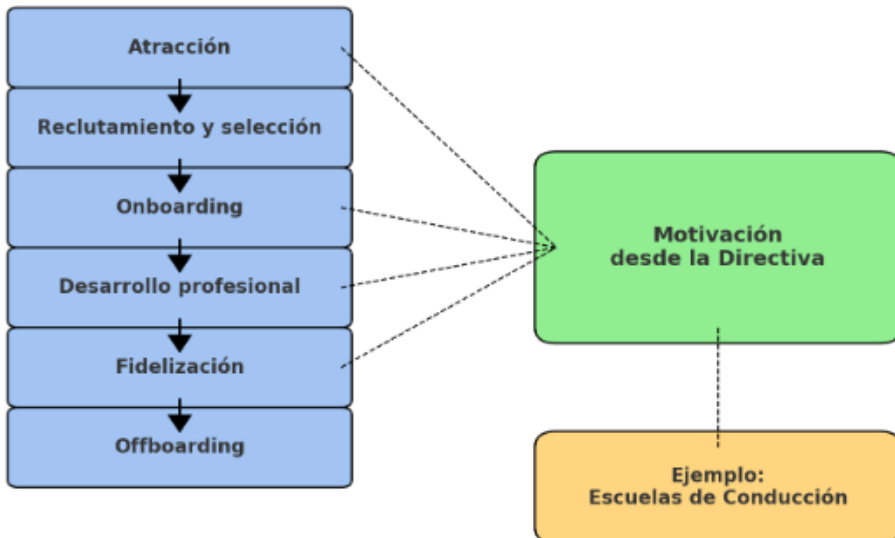 Atracción
Reclutamiento y selección
Onboarding
Desarrollo profesional
Fidelización
Offboarding
Motivación
desde la Directiva
Ejemplo:
Escuelas de Conducción